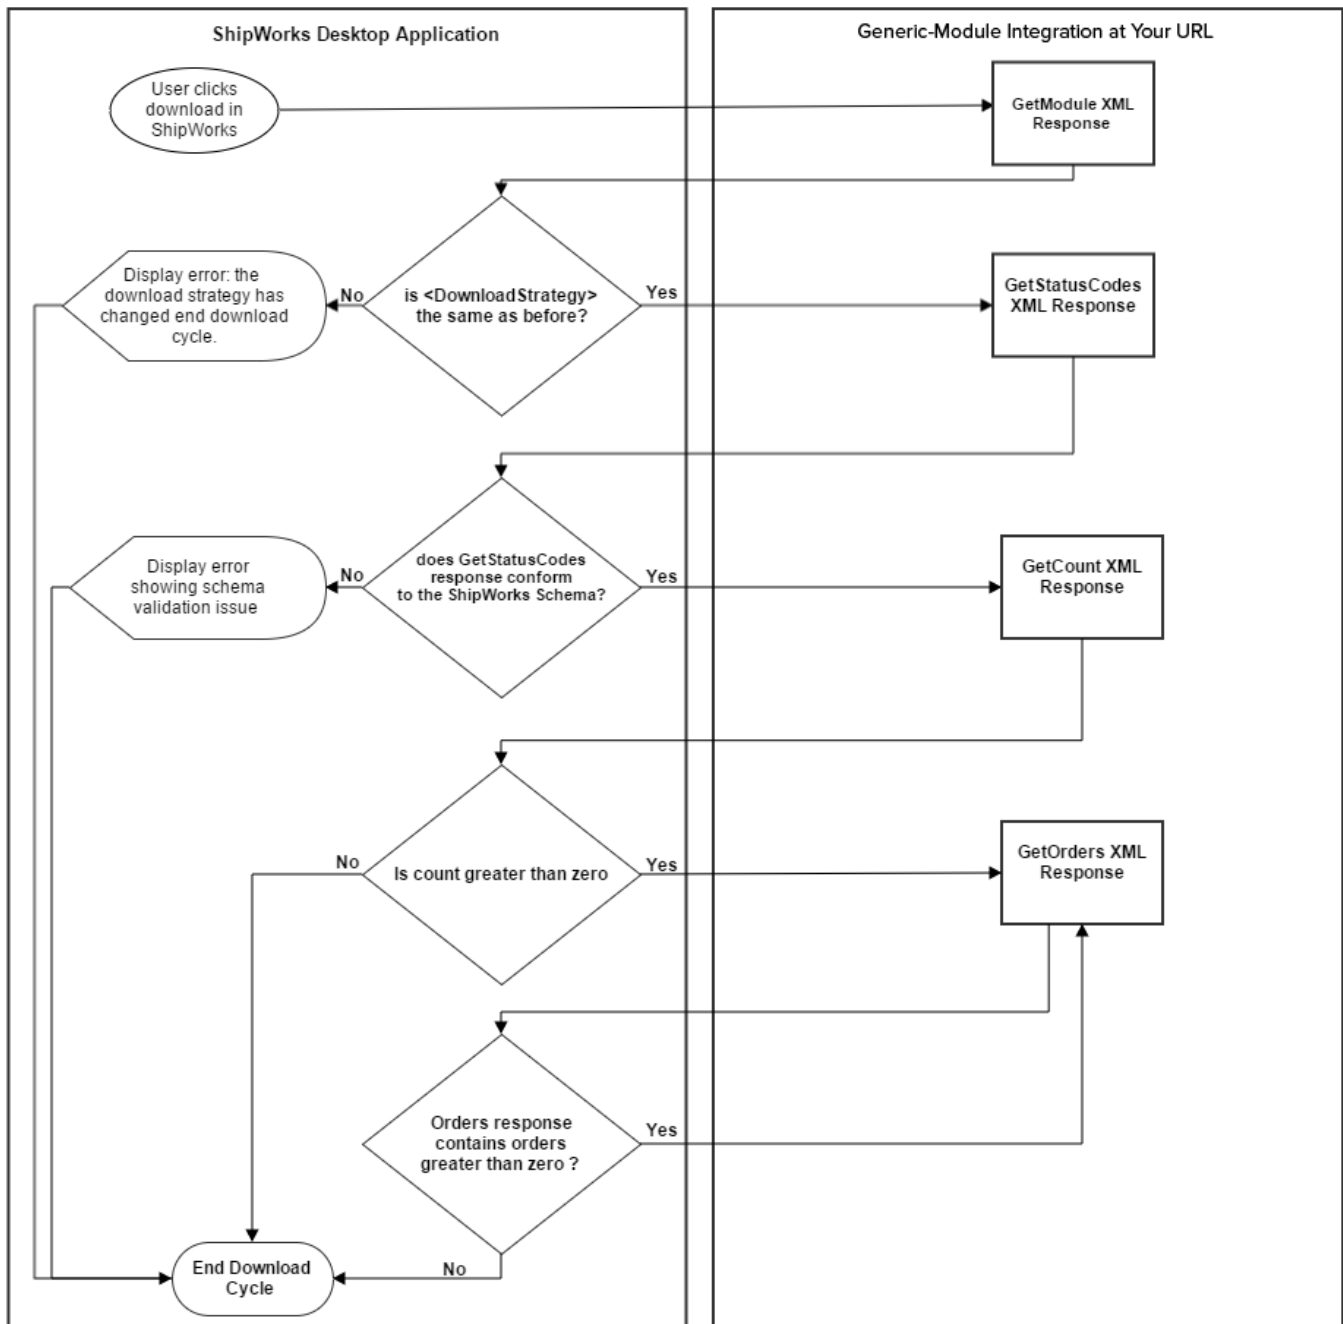 ShipWorks Desktop Application
Generic-Module Integration at Your URL
User clicks
download in
ShipWorks
GetModule XML
Response
Display error: the
download strategy has
changed end download
cycle.
No
is <DownloadStrategy>
the same as before?
Yes
GetStatusCodes
XML Response
Display error
showing schema
validation issue
No
does GetStatusCodes
response conform
to the ShipWorks Schema?
Yes
GetCount XML
Response
No
Is count greater than zero
Yes
GetOrders XML
Response
Orders response
contains orders
greater than zero ?
Yes
End Download
Cycle
No